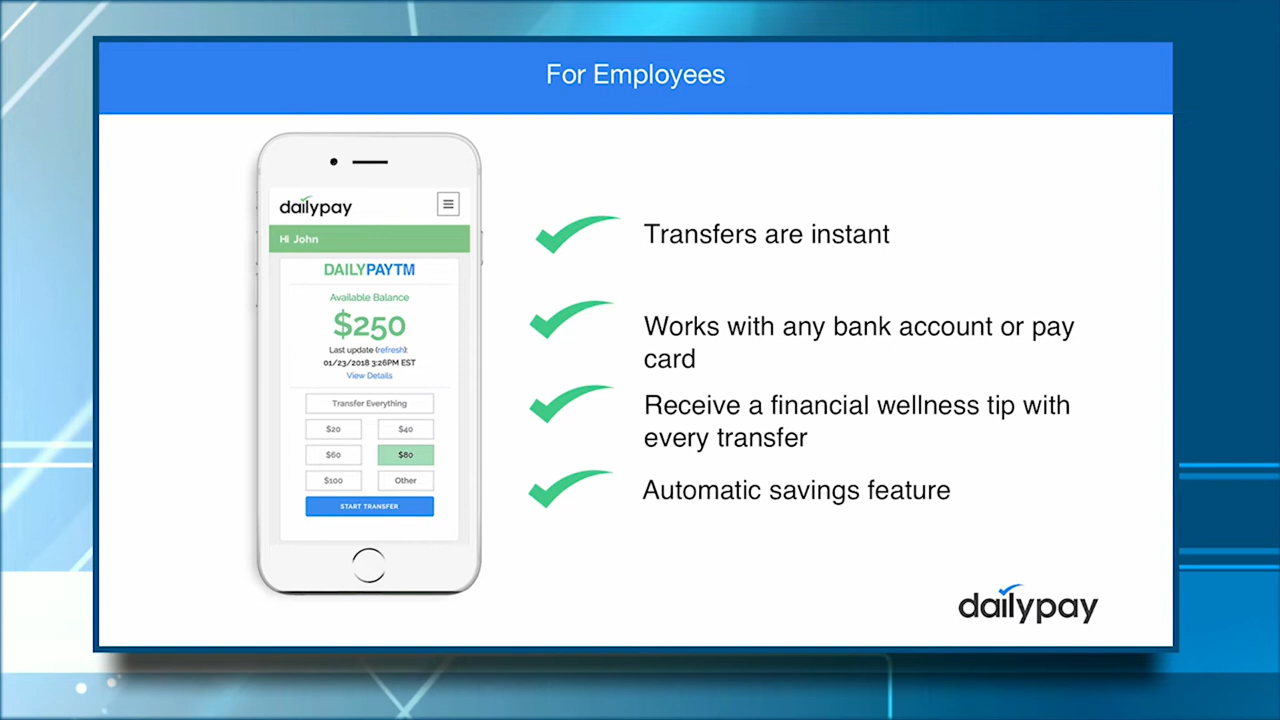 For Employees
dailypay
Hi John
DAILYPAYTM
Available Balance
$250
Last update (refresh):
01/23/2018 3:26PM EST
View Details
Transfer Everything
$20
$40
$60
$80
$100
Other
START TRANSFER
Transfers are instant
Works with any bank account or pay
card
Receive a financial wellness tip with
every transfer
Automatic savings feature
dailypay